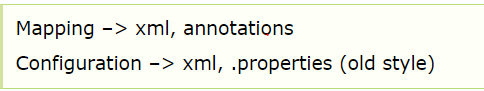 Mapping –> xml, annotations
Configuration –> xml, .properties (old style)